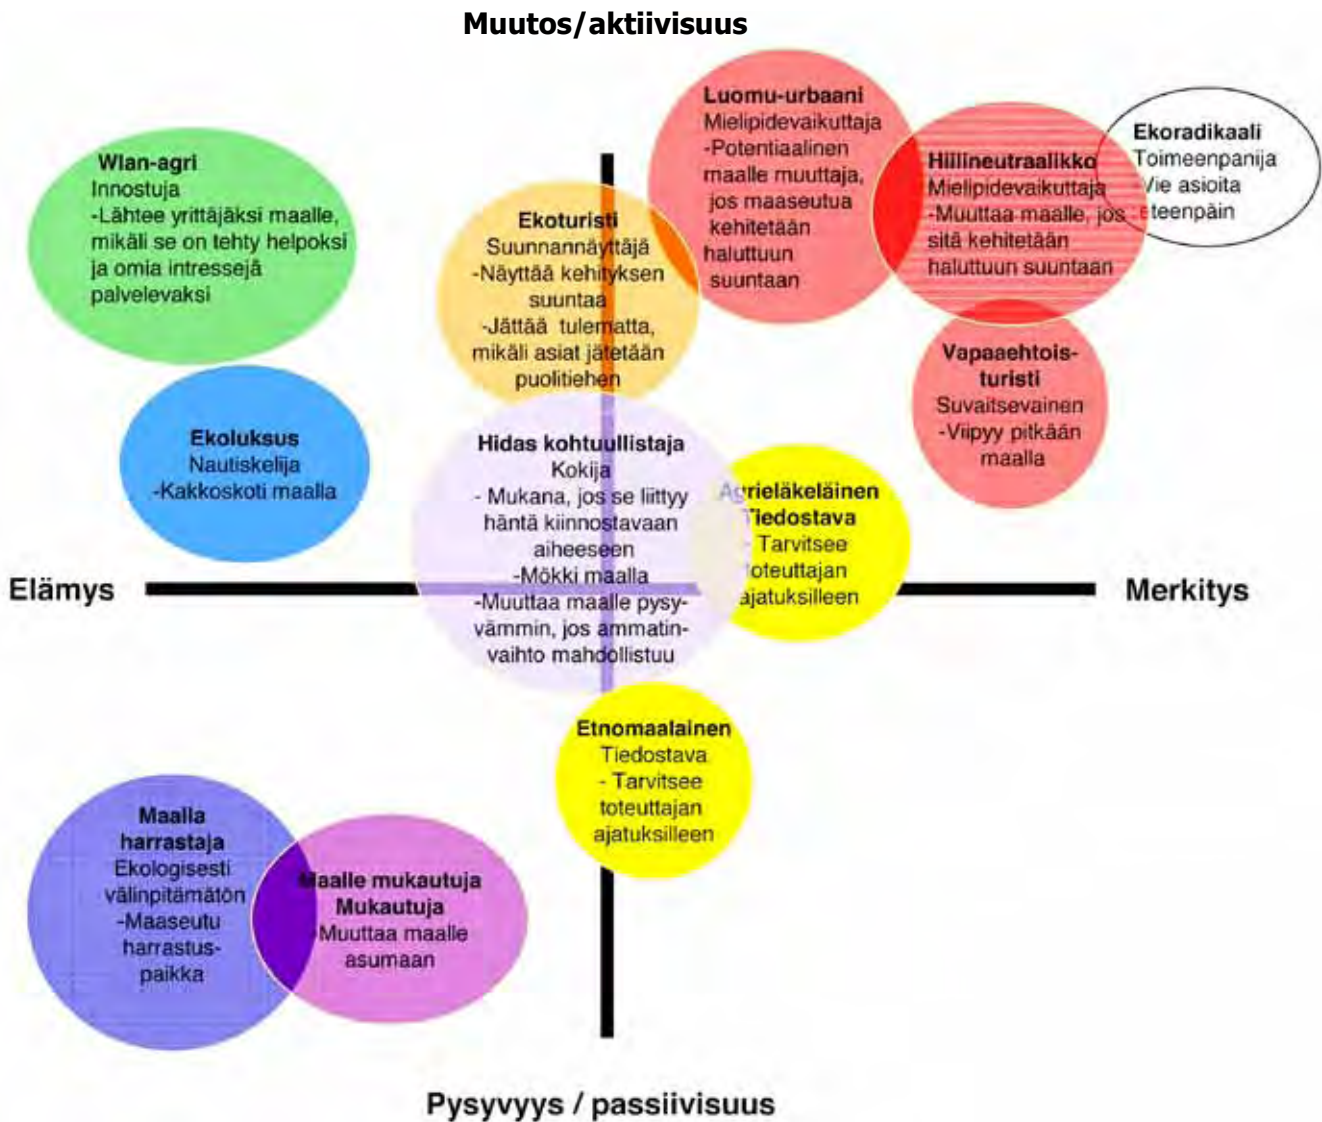 Muutos/aktiivisuus
Luomu-urbaani
Mielipidevaikuttaja
-Potentiaalinen
maalle muuttaja,
jos maaseutua
kehitetään
haluttuun
suuntaan
Hiilineutraalikko
Mielipidevaikuttaja
-Muuttaa maalle, jos
sitä kehitetään
haluttuun suuntaan
Ekoradikaali
Toimeenpanija
-Vie asioita
eteenpäin
Wlan-agri
Innostuja
-Lähtee yrittäjäksi maalle,
mikäli se on tehty helpoksi
ja omia intressejä
palvelevaksi
Ekoturisti
Suunnannäyttäjä
-Näyttää kehityksen
suuntaa
-Jättää tulematta,
mikäli asiat jätetään
puolitiehen
Vapaaehtois-
turisti
Suvaitsevainen
-Viipyy pitkään
maalla
Ekoluksus
Nautiskelija
-Kakkoskoti maalla
Hidas kohtuullistaja
Kokija
- Mukana, jos se liittyy
häntä kiinnostavaan
aiheeseen
-Mökki maalla
-Muuttaa maalle pysy-
vämmin, jos ammatin-
vaihto mahdollistuu
Agrieläkeläinen
Tiedostava
- Tarvitsee
toteuttajan
ajatuksilleen
Elämys
Merkitys
Etnomaalainen
Tiedostava
- Tarvitsee
toteuttajan
ajatuksilleen
Maalla
harrastaja
Ekologisesti
välinpitämätön
-Maaseutu
harrastus-
paikka
Maalle mukautuja
Mukautuja
-Muuttaa maalle
asumaan
Pysyvyys / passiivisuus